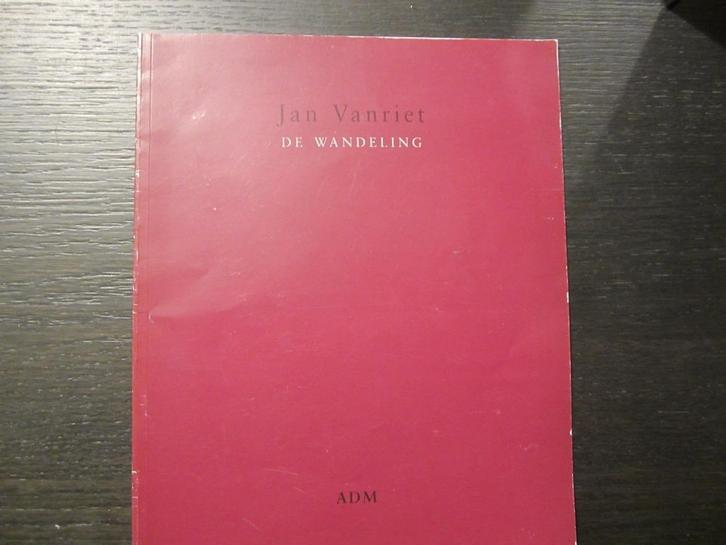 Jan Vanriet
DE WANDELING
ADM